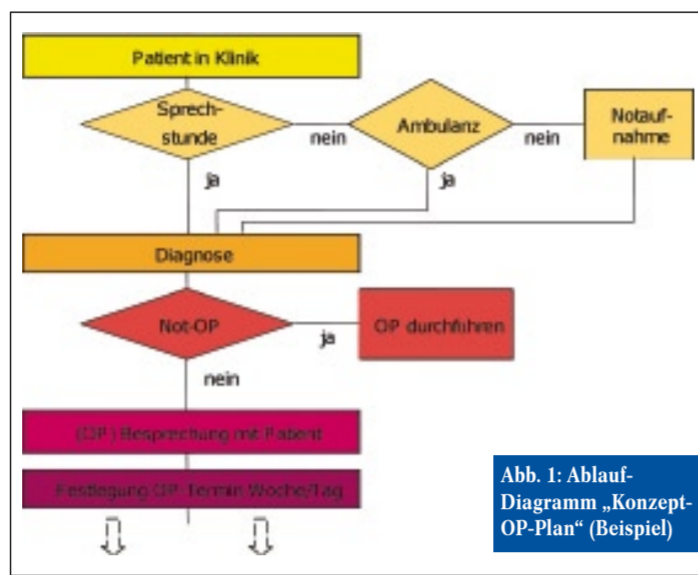 Patient in Klinik
Sprech-
stunde
nein
Ambulanz
nein
Notauf-
nahme
ja
ja
Diagnose
Not-OP
ja
OP durchführen
nein
(OP) Besprechung mit Patient
Festlegung OP Termin Woche/Tag
Abb. 1: Ablauf-
Diagramm „Konzept-
OP-Plan“ (Beispiel)